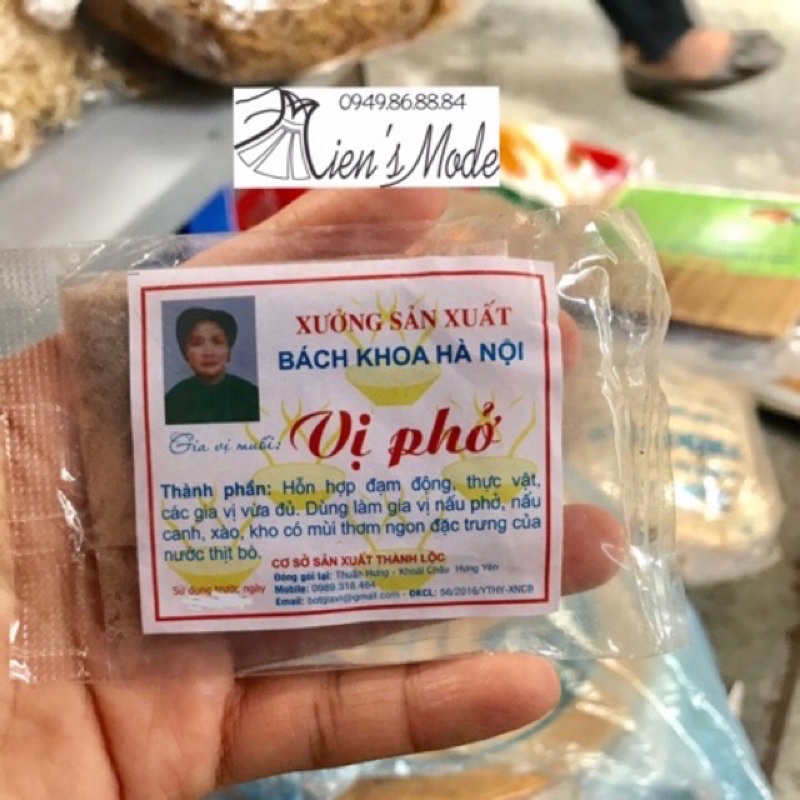 0949.86.88.84
Mien's Mode
XƯỞNG SẢN XUẤT
BÁCH KHOA HÀ NỘI
Gia vị muối: Vị phở
Thành phần: Hỗn hợp đạm động, thực vật,
các gia vị vừa đủ. Dùng làm gia vị nấu phở, nấu
canh, xào, kho có mùi thơm ngon đặc trưng của
nước thịt bò.
CƠ SỞ SẢN XUẤT THÀNH LỘC
Đóng gói tại: Thuần Hưng - Khoái Châu Hưng Yên
Sử dụng trước ngày
Mobile: 0989.318.464
Email: botgiavi@gmail.com - ĐKCL: 56/2016/YTHY-XNCB